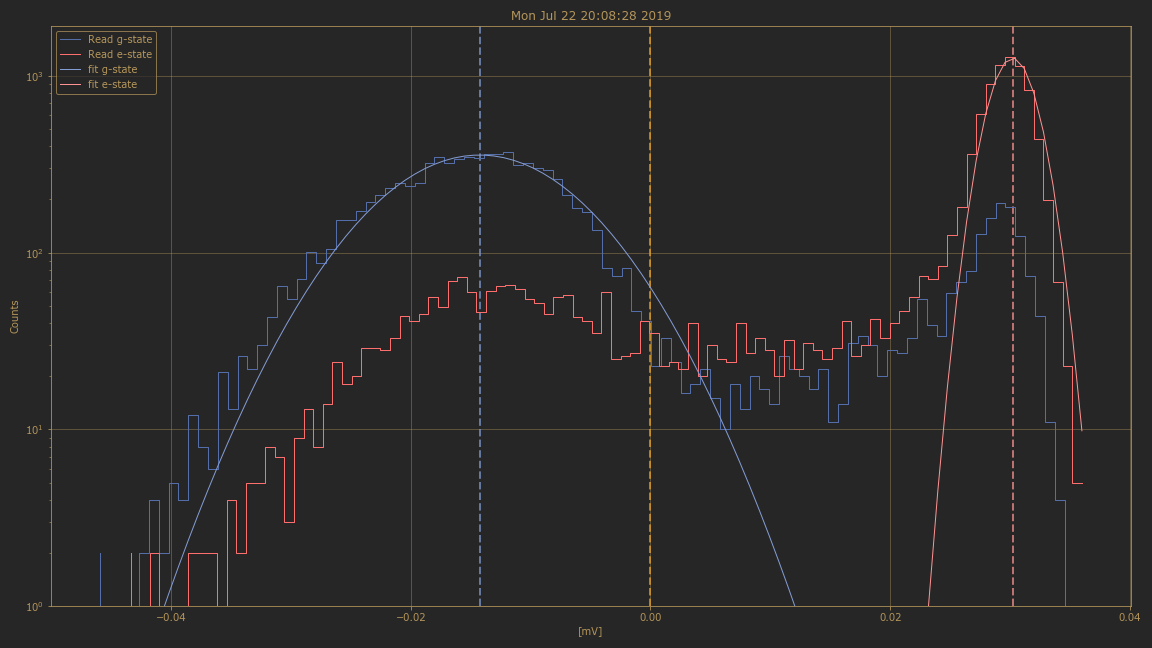 Mon Jul 22 20:08:28 2019
Read g-state
Read e-state
fit g-state
fit e-state
10³
10²
10¹
10⁰
Counts
−0.04
−0.02
0.00
0.02
0.04
[mV]